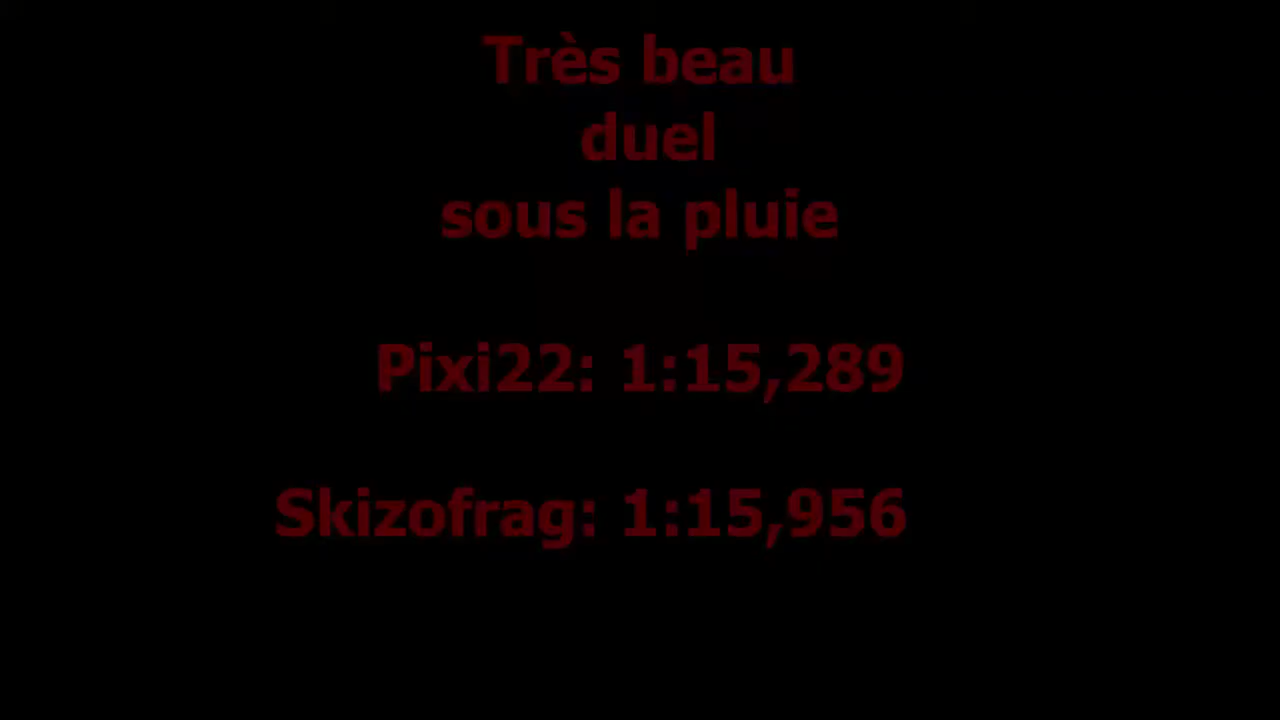 Très beau
duel
sous la pluie
Pixi22: 1:15,289
Skizofrag: 1:15,956